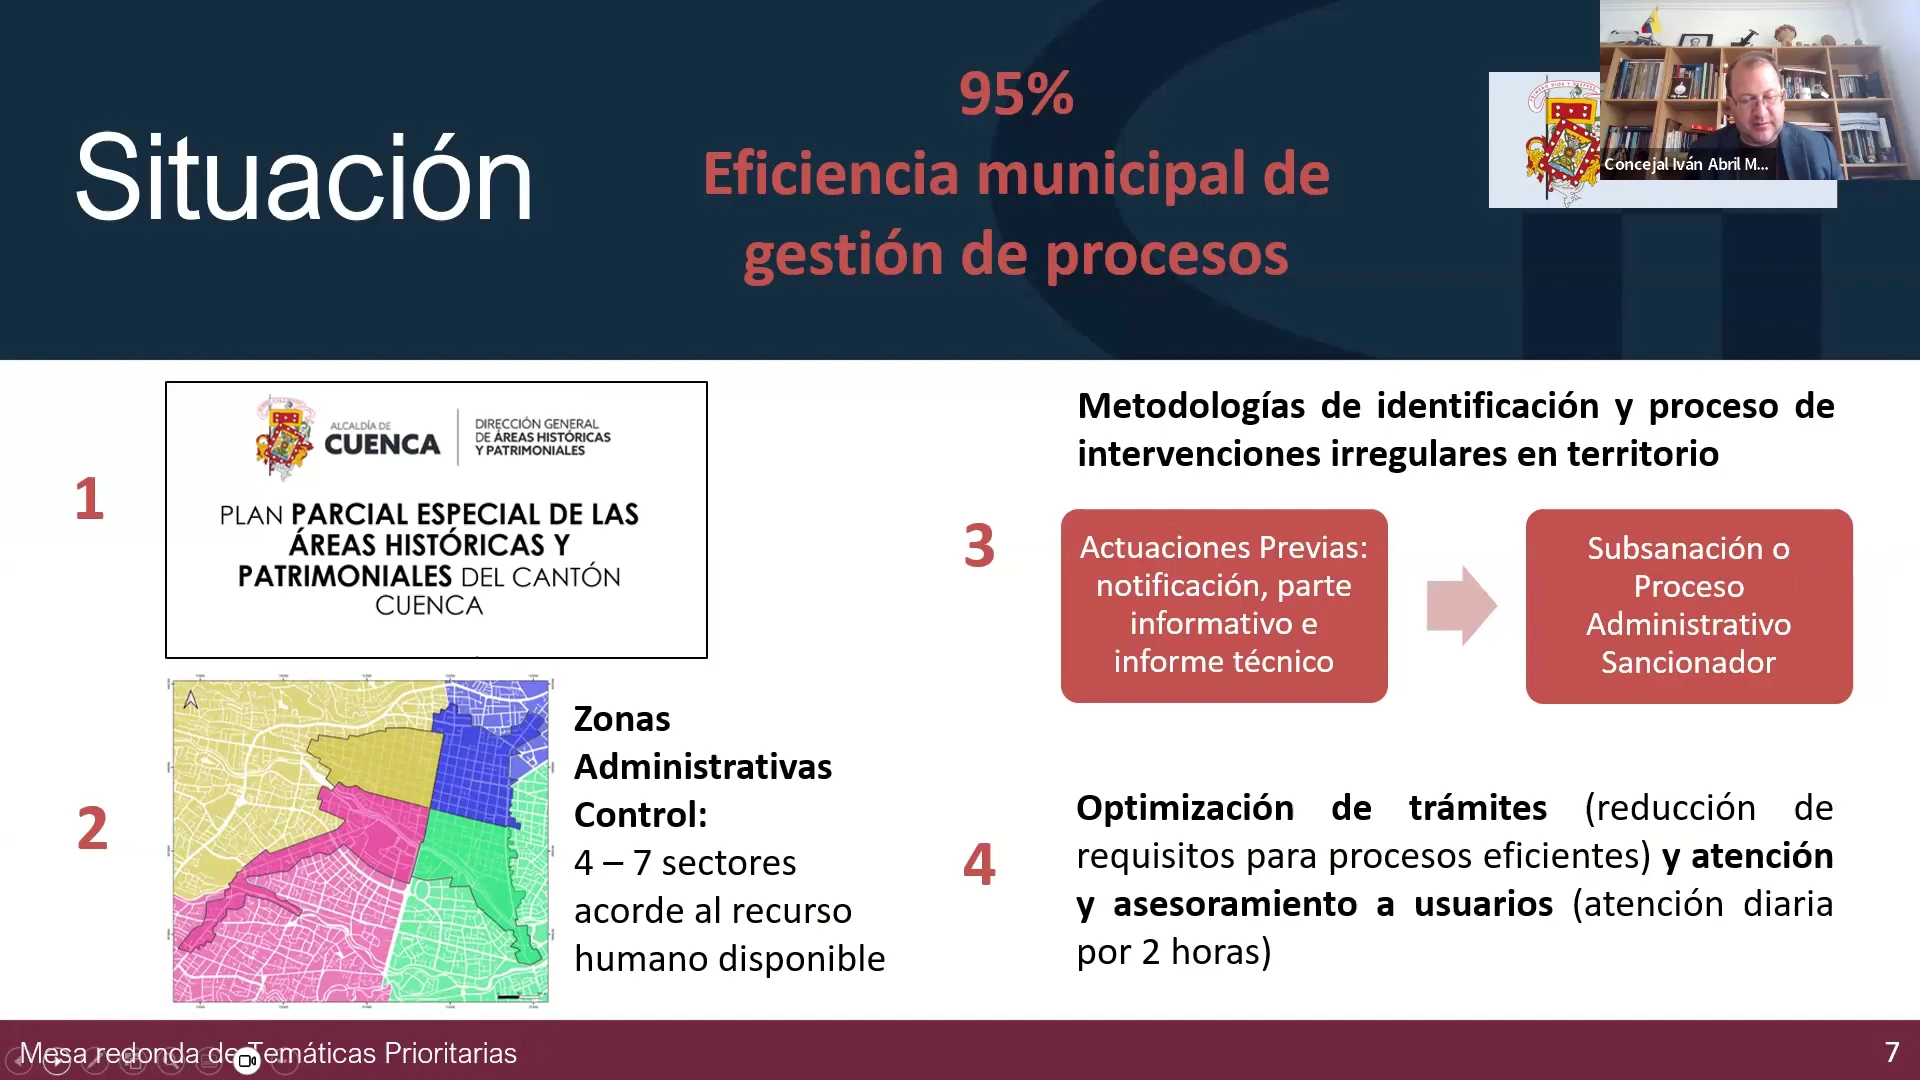 Situación
95%
Eficiencia municipal de
gestión de procesos
Concejal Iván Abril M...
1
ALCALDÍA DE
CUENCA
DIRECCIÓN GENERAL
DE ÁREAS HISTÓRICAS
Y PATRIMONIALES
PLAN PARCIAL ESPECIAL DE LAS
ÁREAS HISTÓRICAS Y
PATRIMONIALES DEL CANTÓN
CUENCA
2
Zonas
Administrativas
Control:
4 – 7 sectores
acorde al recurso
humano disponible
Metodologías de identificación y proceso de
intervenciones irregulares en territorio
3
Actuaciones Previas:
notificación, parte
informativo e
informe técnico
Subsanación o
Proceso
Administrativo
Sancionador
4
Optimización de trámites (reducción de
requisitos para procesos eficientes) y atención
y asesoramiento a usuarios (atención diaria
por 2 horas)
Mesa redonda de Temáticas Prioritarias
7